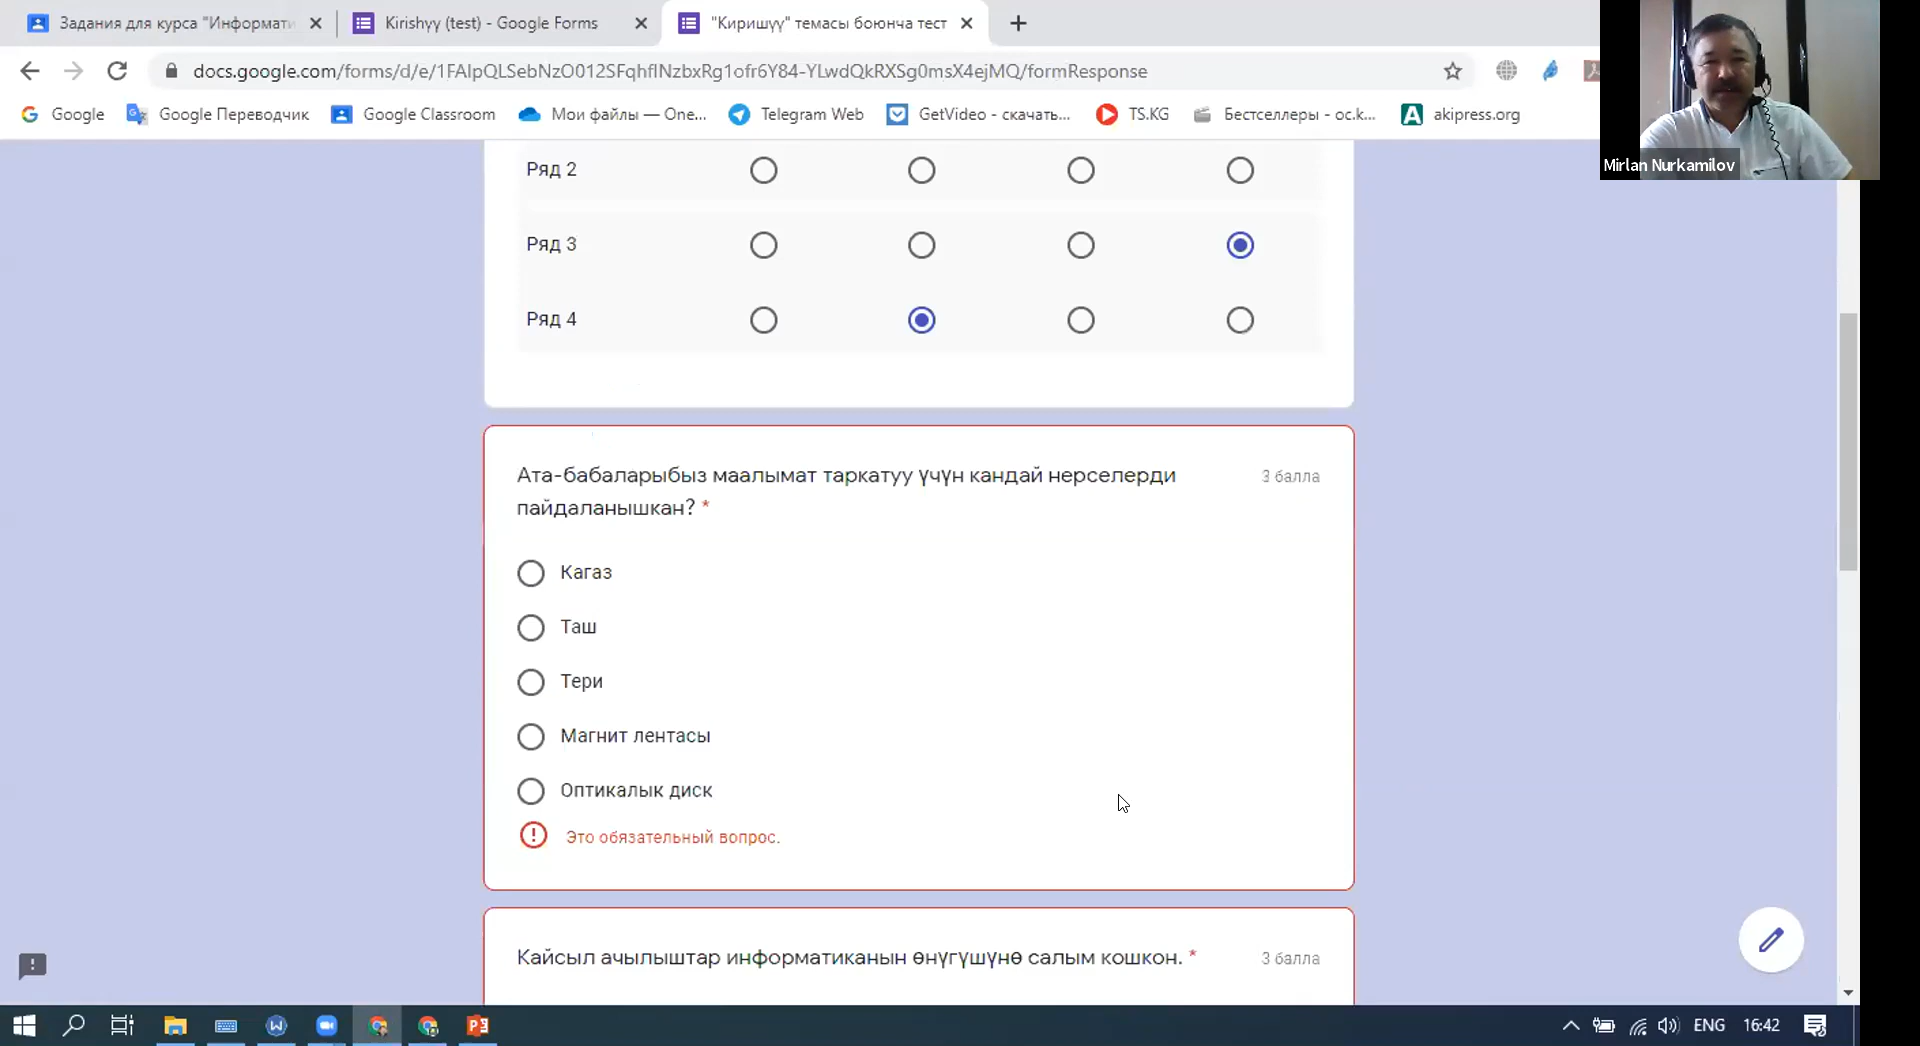 Задания для курса "Информати
Kirishyy (test) - Google Forms
"Киришүү" темасы боюнча тест
docs.google.com/forms/d/e/1FAIpQLSebNzO012SFqhflNzbxRg1ofr6Y84-YLwdQkRXSg0msX4ejMQ/formResponse
Google
Google Переводчик
Google Classroom
Мои файлы — One...
Telegram Web
GetVideo - скачать...
TS.KG
Бестселлеры - oc.k...
akipress.org
Mirlan Nurkamilov
Ряд 2
Ряд 3
Ряд 4
Ата-бабаларыбыз маалымат таркатуу үчүн кандай нерселерди
пайдаланышкан? *
3 балла
Кагаз
Таш
Тери
Магнит лентасы
Оптикалык диск
Это обязательный вопрос.
Кайсыл ачылыштар информатиканын өнүгүшүнө салым кошкон. *
3 балла
ENG
16:42